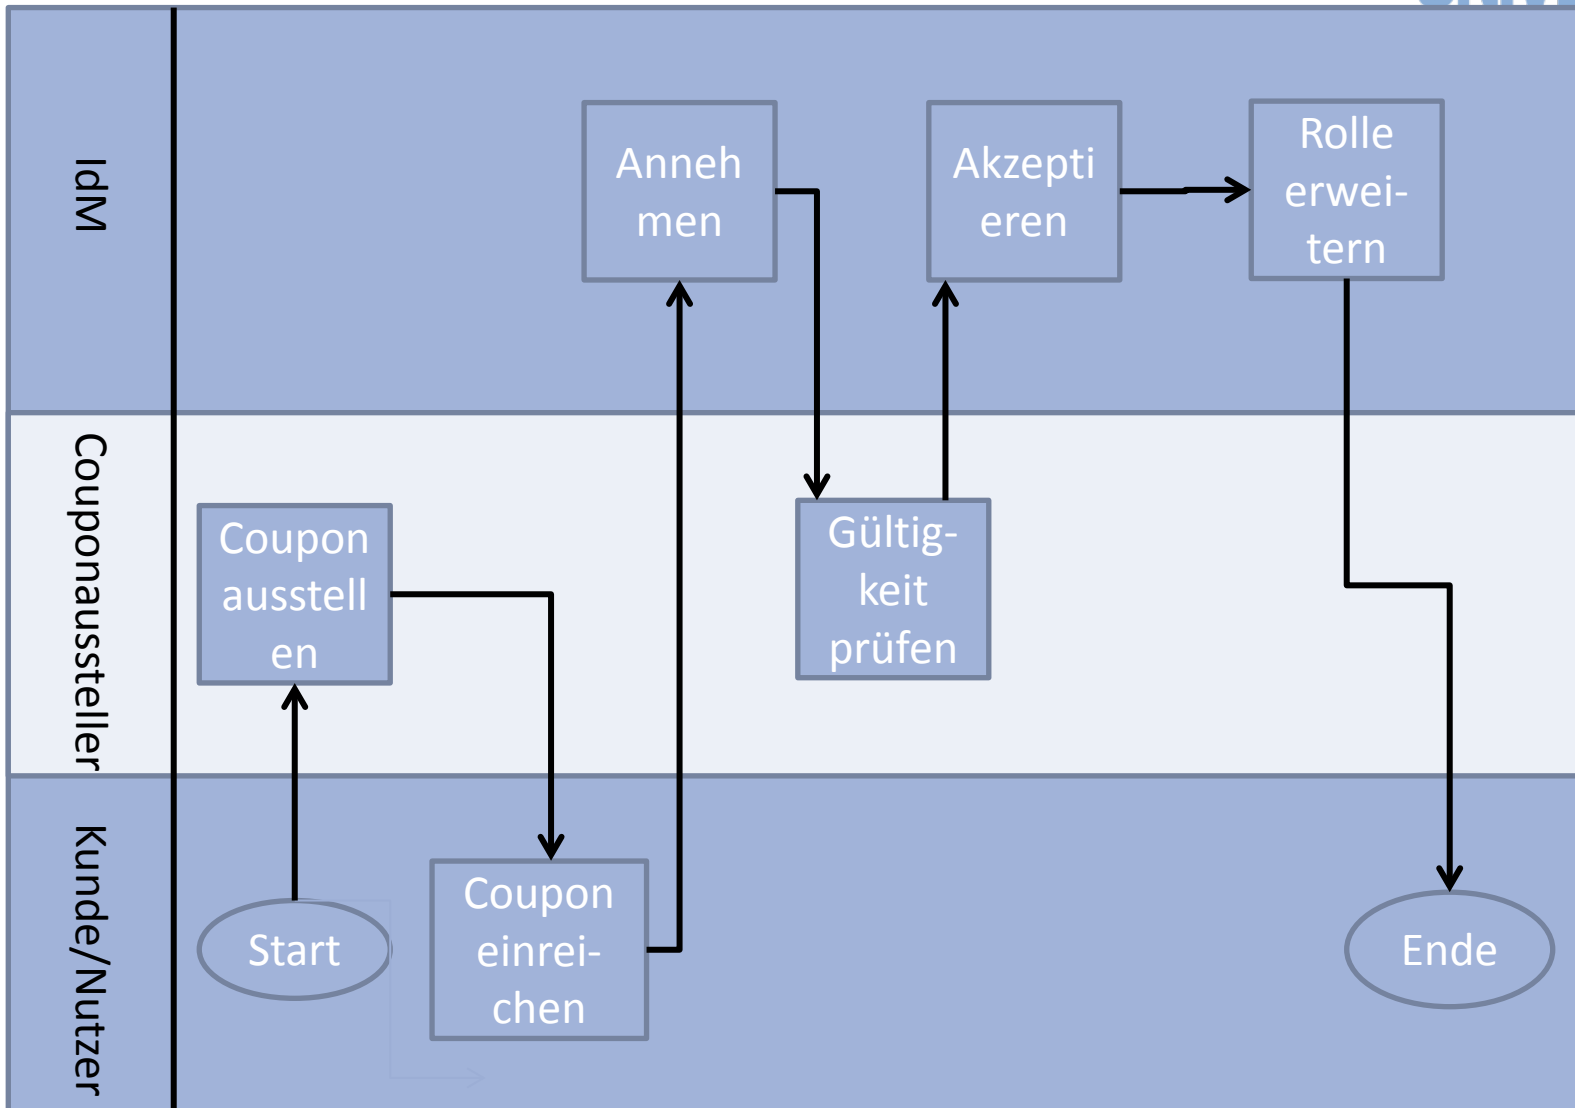 IdM
Anneh
men
Akzepti
eren
Rolle
erwei-
tern
Couponaussteller
Coupon
ausstell
en
Gültig-
keit
prüfen
Kunde/Nutzer
Start
Coupon
einrei-
chen
Ende